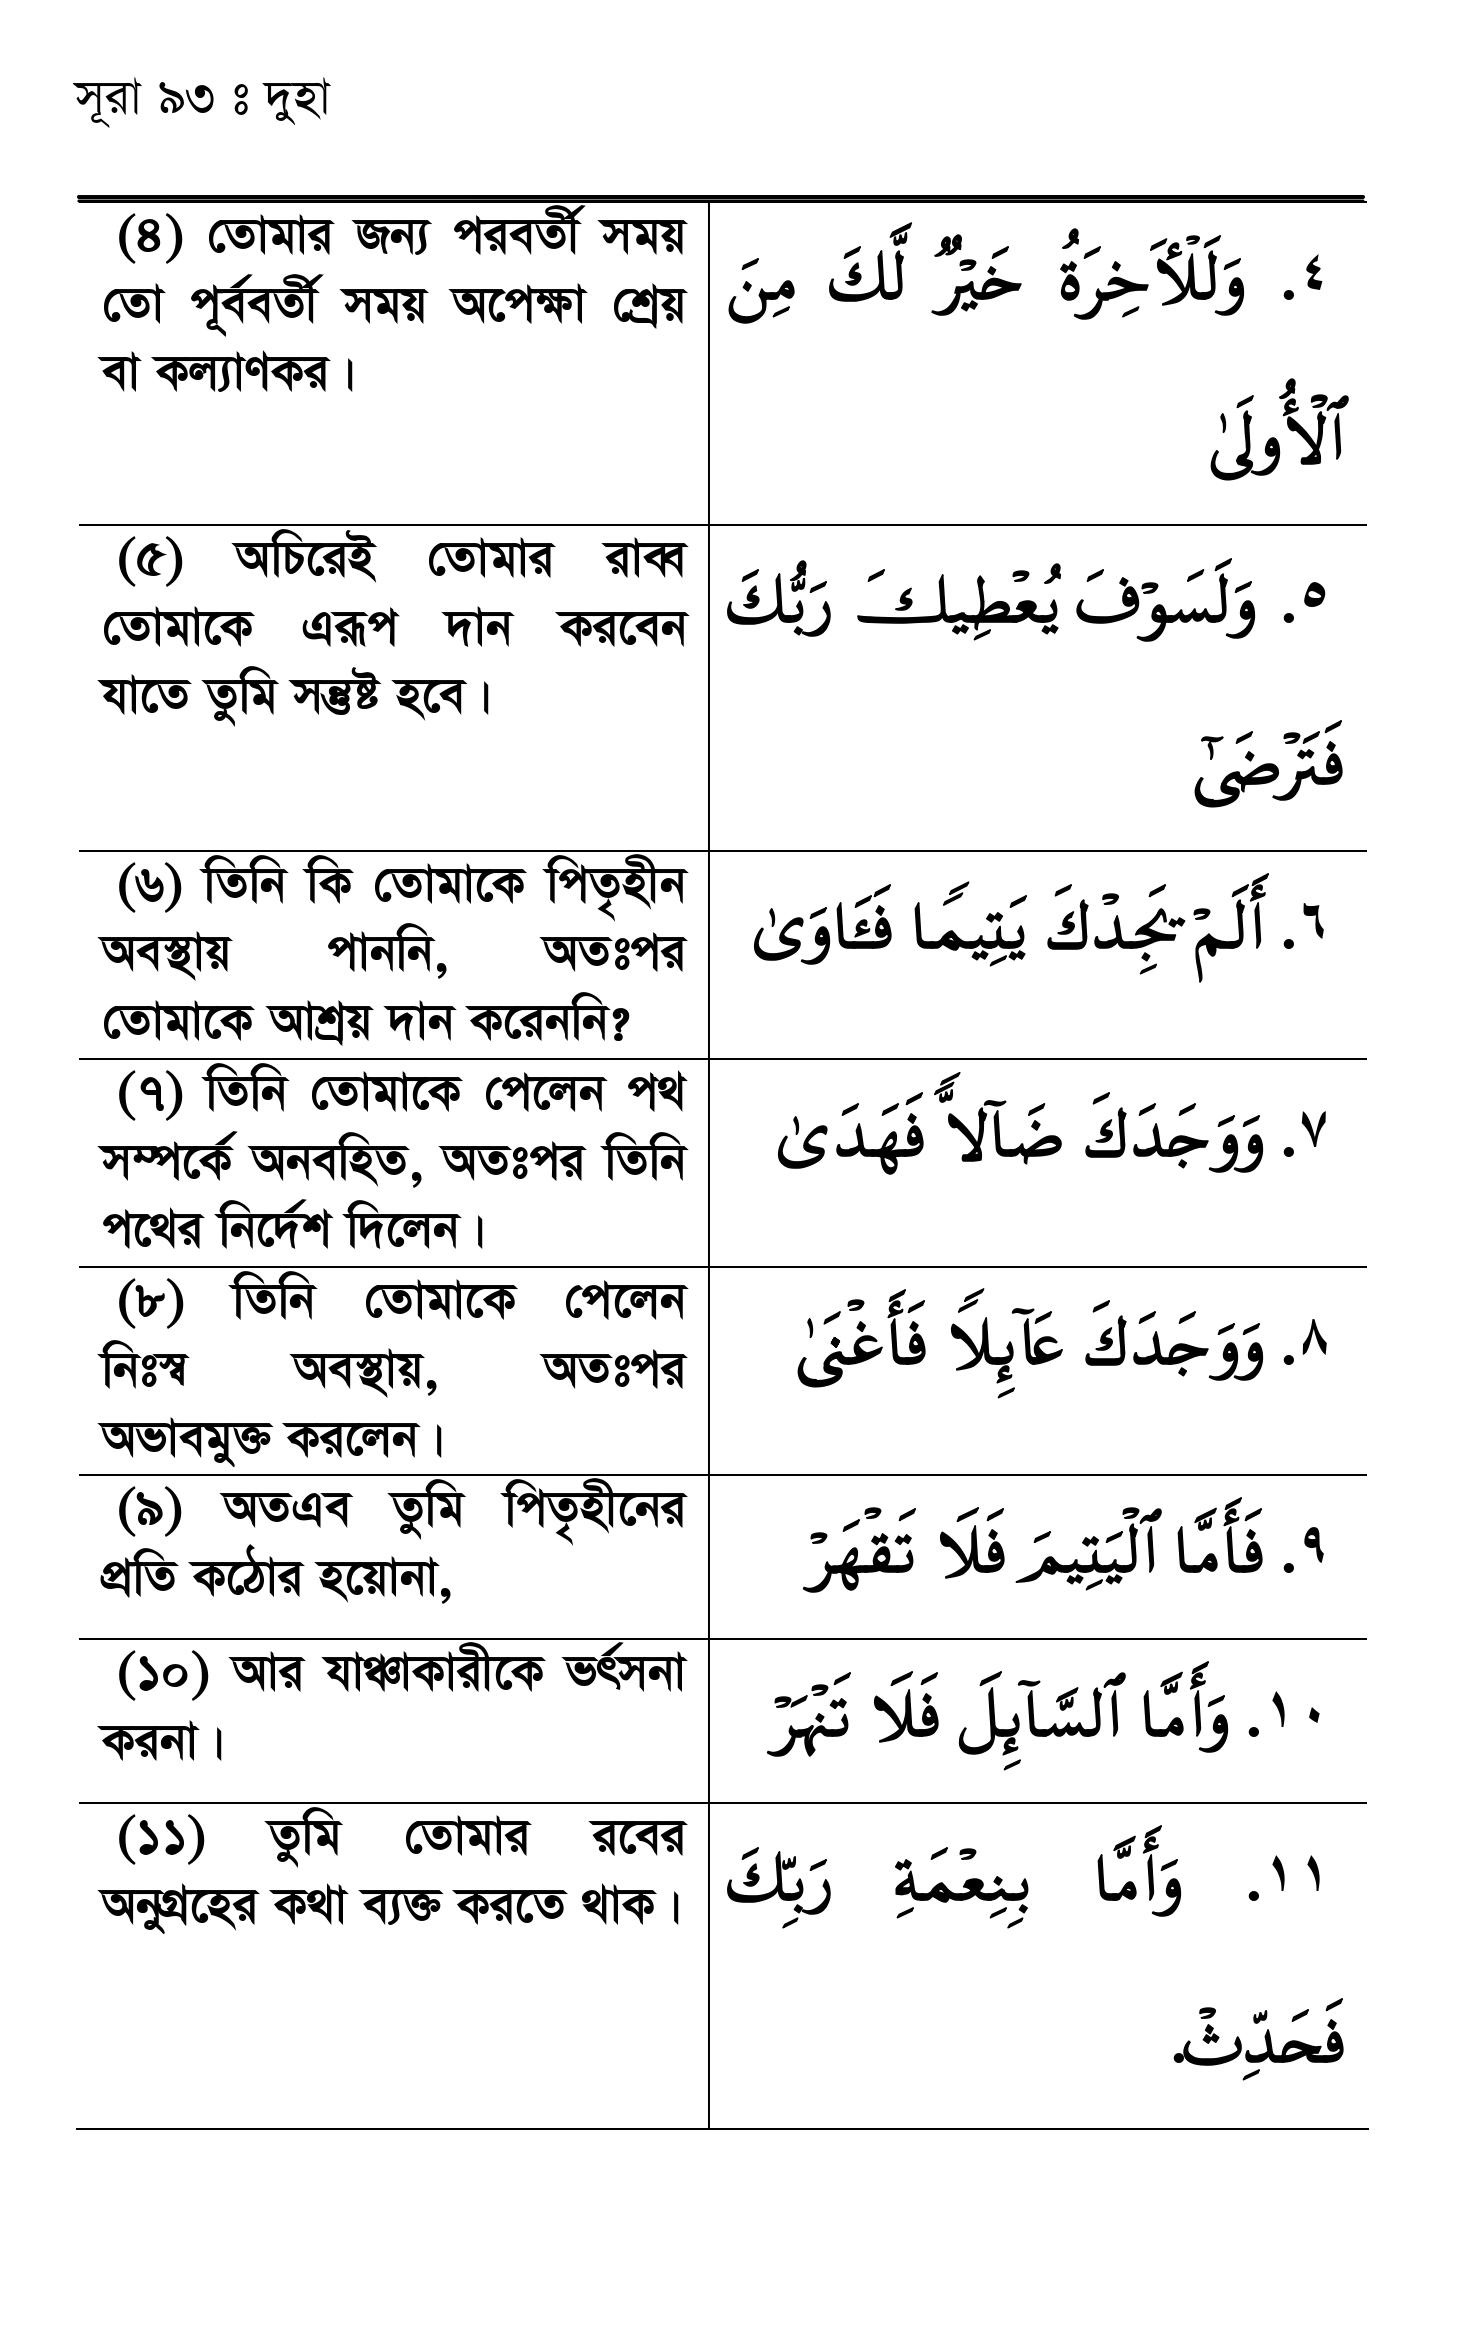 সূরা ৯৩ ঃ দুহা
(৪) তোমার জন্য পরবর্তী সময়
তো পূর্ববর্তী সময় অপেক্ষা শ্রেয়
বা কল্যাণকর।
٤. وَلَلْأَخِرَةُ خَيْرٌ لَّكَ مِنَ
ٱلْأُولَىٰ
(৫) অচিরেই তোমার রাব্ব
তোমাকে এরূপ দান করবেন
যাতে তুমি সন্তুষ্ট হবে।
٥. وَلَسَوْفَ يُعْطِيكَ رَبُّكَ
فَتَرْضَىٰٓ
(৬) তিনি কি তোমাকে পিতৃহীন
অবস্থায় পাননি, অতঃপর
তোমাকে আশ্রয় দান করেননি?
٦. أَلَمْ يَجِدْكَ يَتِيمًا فَـَٔاوَىٰ
(৭) তিনি তোমাকে পেলেন পথ
সম্পর্কে অনবহিত, অতঃপর তিনি
পথের নির্দেশ দিলেন।
٧. وَوَجَدَكَ ضَآلاًّ فَهَدَىٰ
(৮) তিনি তোমাকে পেলেন
নিঃস্ব অবস্থায়, অতঃপর
অভাবমুক্ত করলেন।
٨. وَوَجَدَكَ عَآئِلاً فَأَغْنَىٰ
(৯) অতএব তুমি পিতৃহীনের
প্রতি কঠোর হয়োনা,
٩. فَأَمَّا ٱلْيَتِيمَ فَلَا تَقْهَرْ
(১০) আর যাঞ্চাকারীকে ভর্ৎসনা
করনা।
١٠. وَأَمَّا ٱلسَّآئِلَ فَلَا تَنْهَرْ
(১১) তুমি তোমার রবের
অনুগ্রহের কথা ব্যক্ত করতে থাক।
١١. وَأَمَّا بِنِعْمَةِ رَبِّكَ
فَحَدِّثْ.